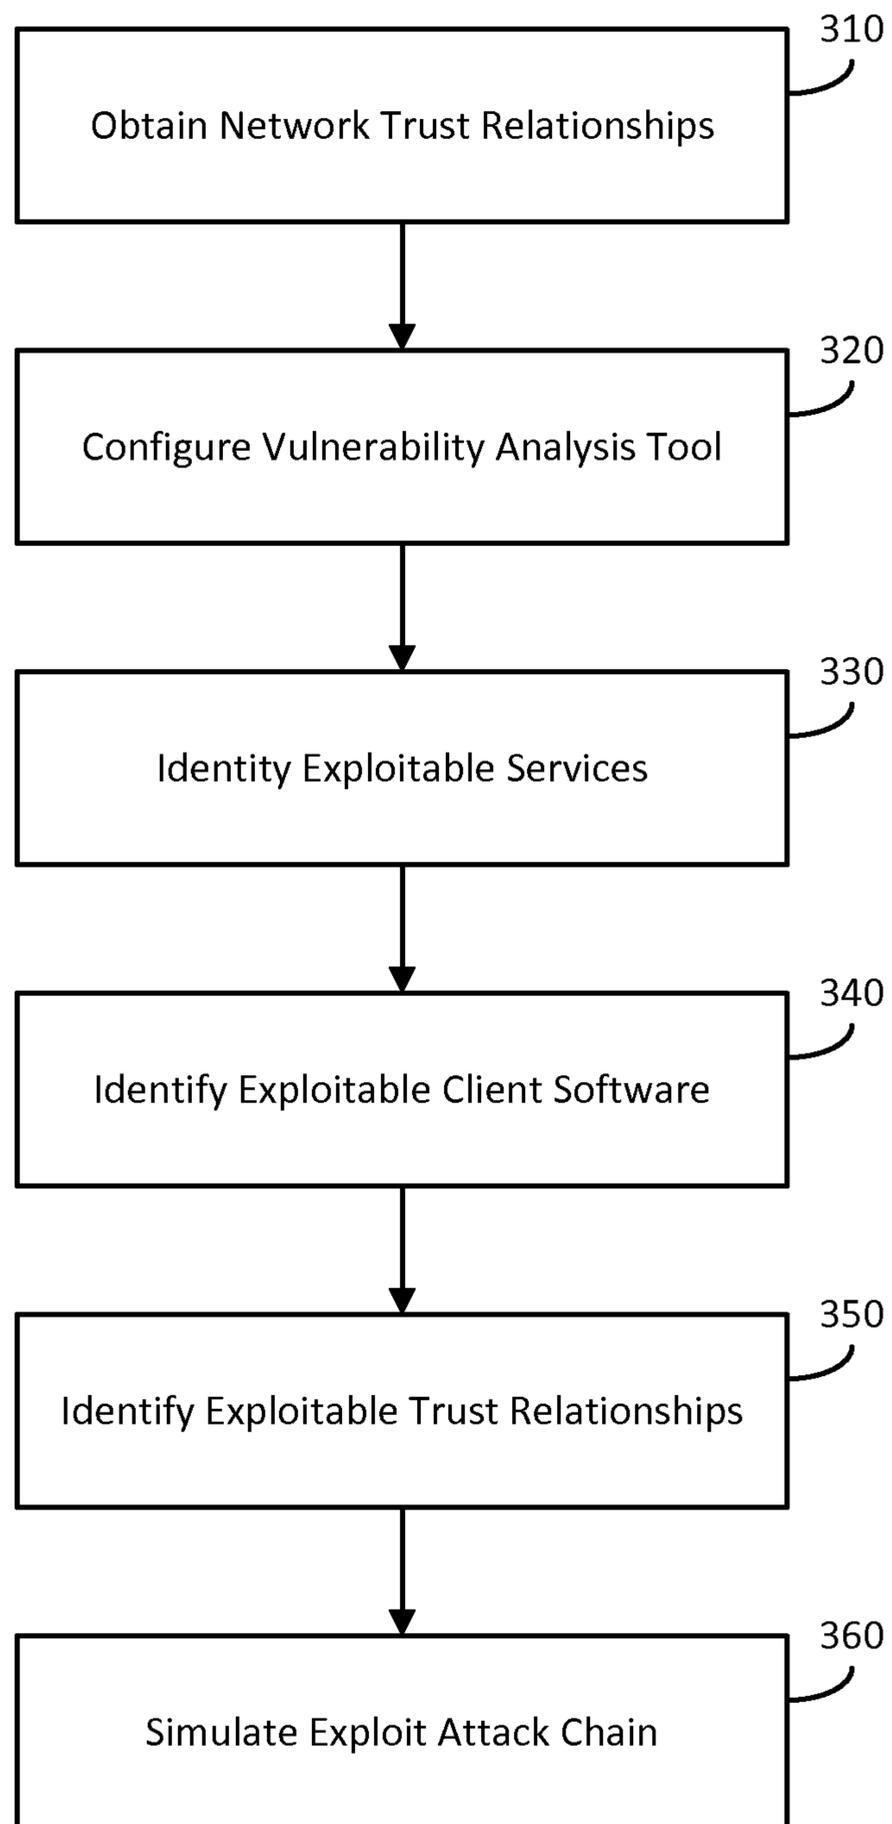 310
Obtain Network Trust Relationships
320
Configure Vulnerability Analysis Tool
330
Identity Exploitable Services
340
Identify Exploitable Client Software
350
Identify Exploitable Trust Relationships
360
Simulate Exploit Attack Chain